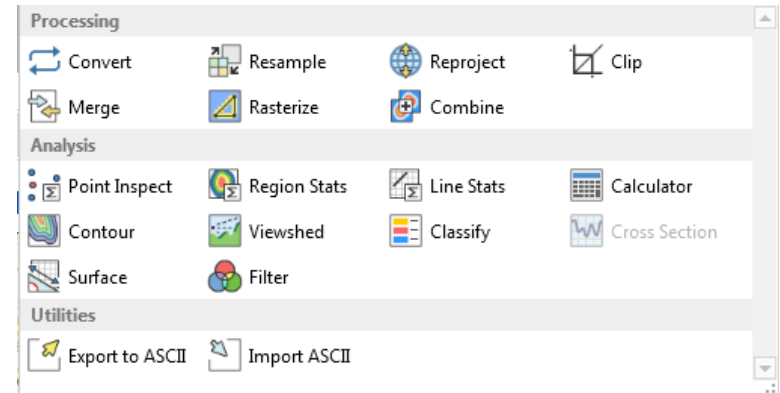 Processing
Convert Resample Reproject Clip
Merge Rasterize Combine
Analysis
Point Inspect Region Stats Line Stats Calculator
Contour Viewshed Classify Cross Section
Surface Filter
Utilities
Export to ASCII Import ASCII